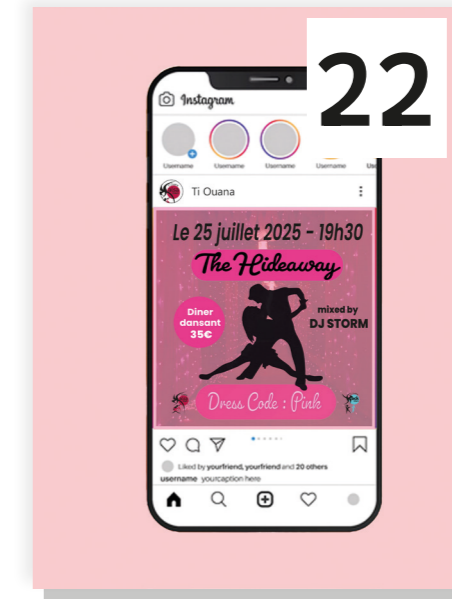 22
Instagram
Username Username Username Username Us
Ti Ouana
Le 25 juillet 2025 - 19h30
The Hideaway
Diner
dansant
35€
mixed by
DJ STORM
Dress Code : Pink
Liked by yourfriend, yourfriend and 20 others
username yourcaption here